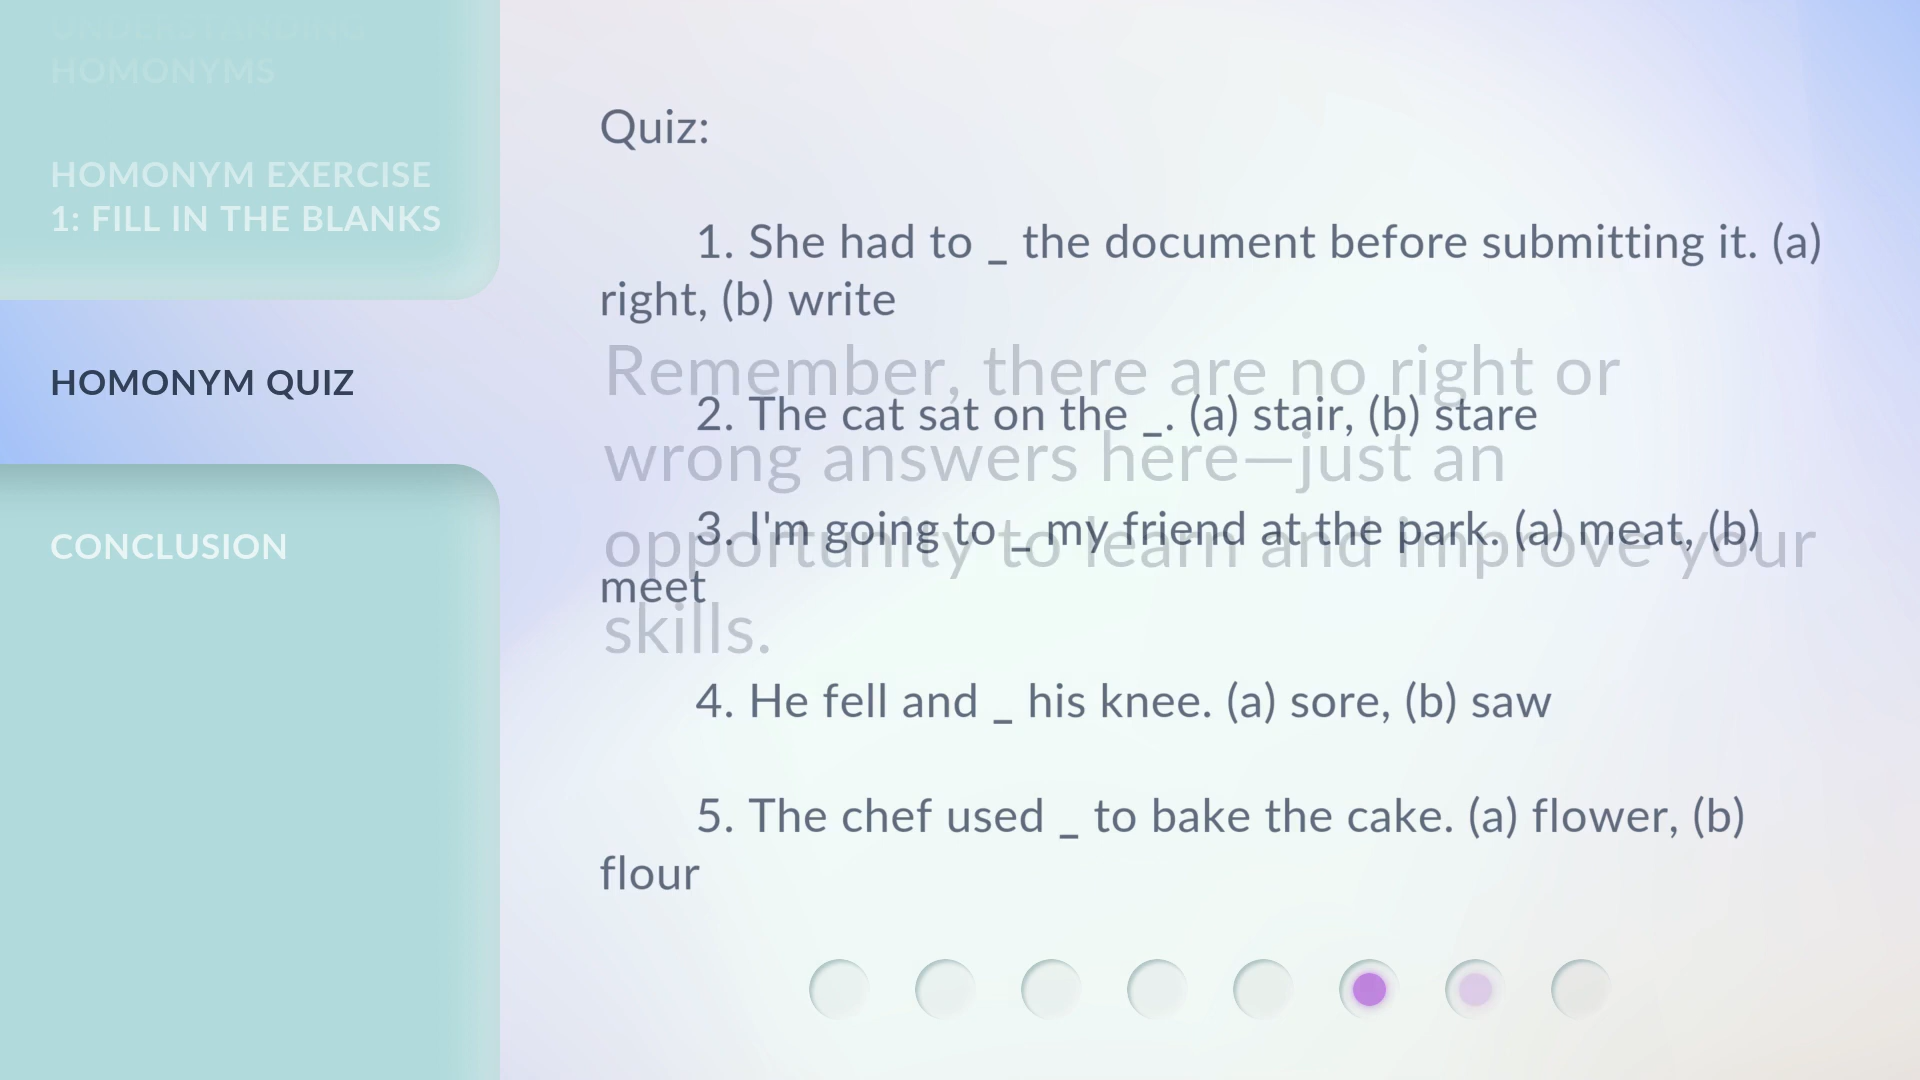 UNDERSTANDING
HOMONYMS
HOMONYM EXERCISE
1: FILL IN THE BLANKS
HOMONYM QUIZ
CONCLUSION
Quiz:
1. She had to _ the document before submitting it. (a)
right, (b) write
2. The cat sat on the _. (a) stair, (b) stare
3. I'm going to _ my friend at the park. (a) meat, (b)
meet
4. He fell and _ his knee. (a) sore, (b) saw
5. The chef used _ to bake the cake. (a) flower, (b)
flour
Remember, there are no right or
wrong answers here—just an
opportunity to learn and improve your
skills.